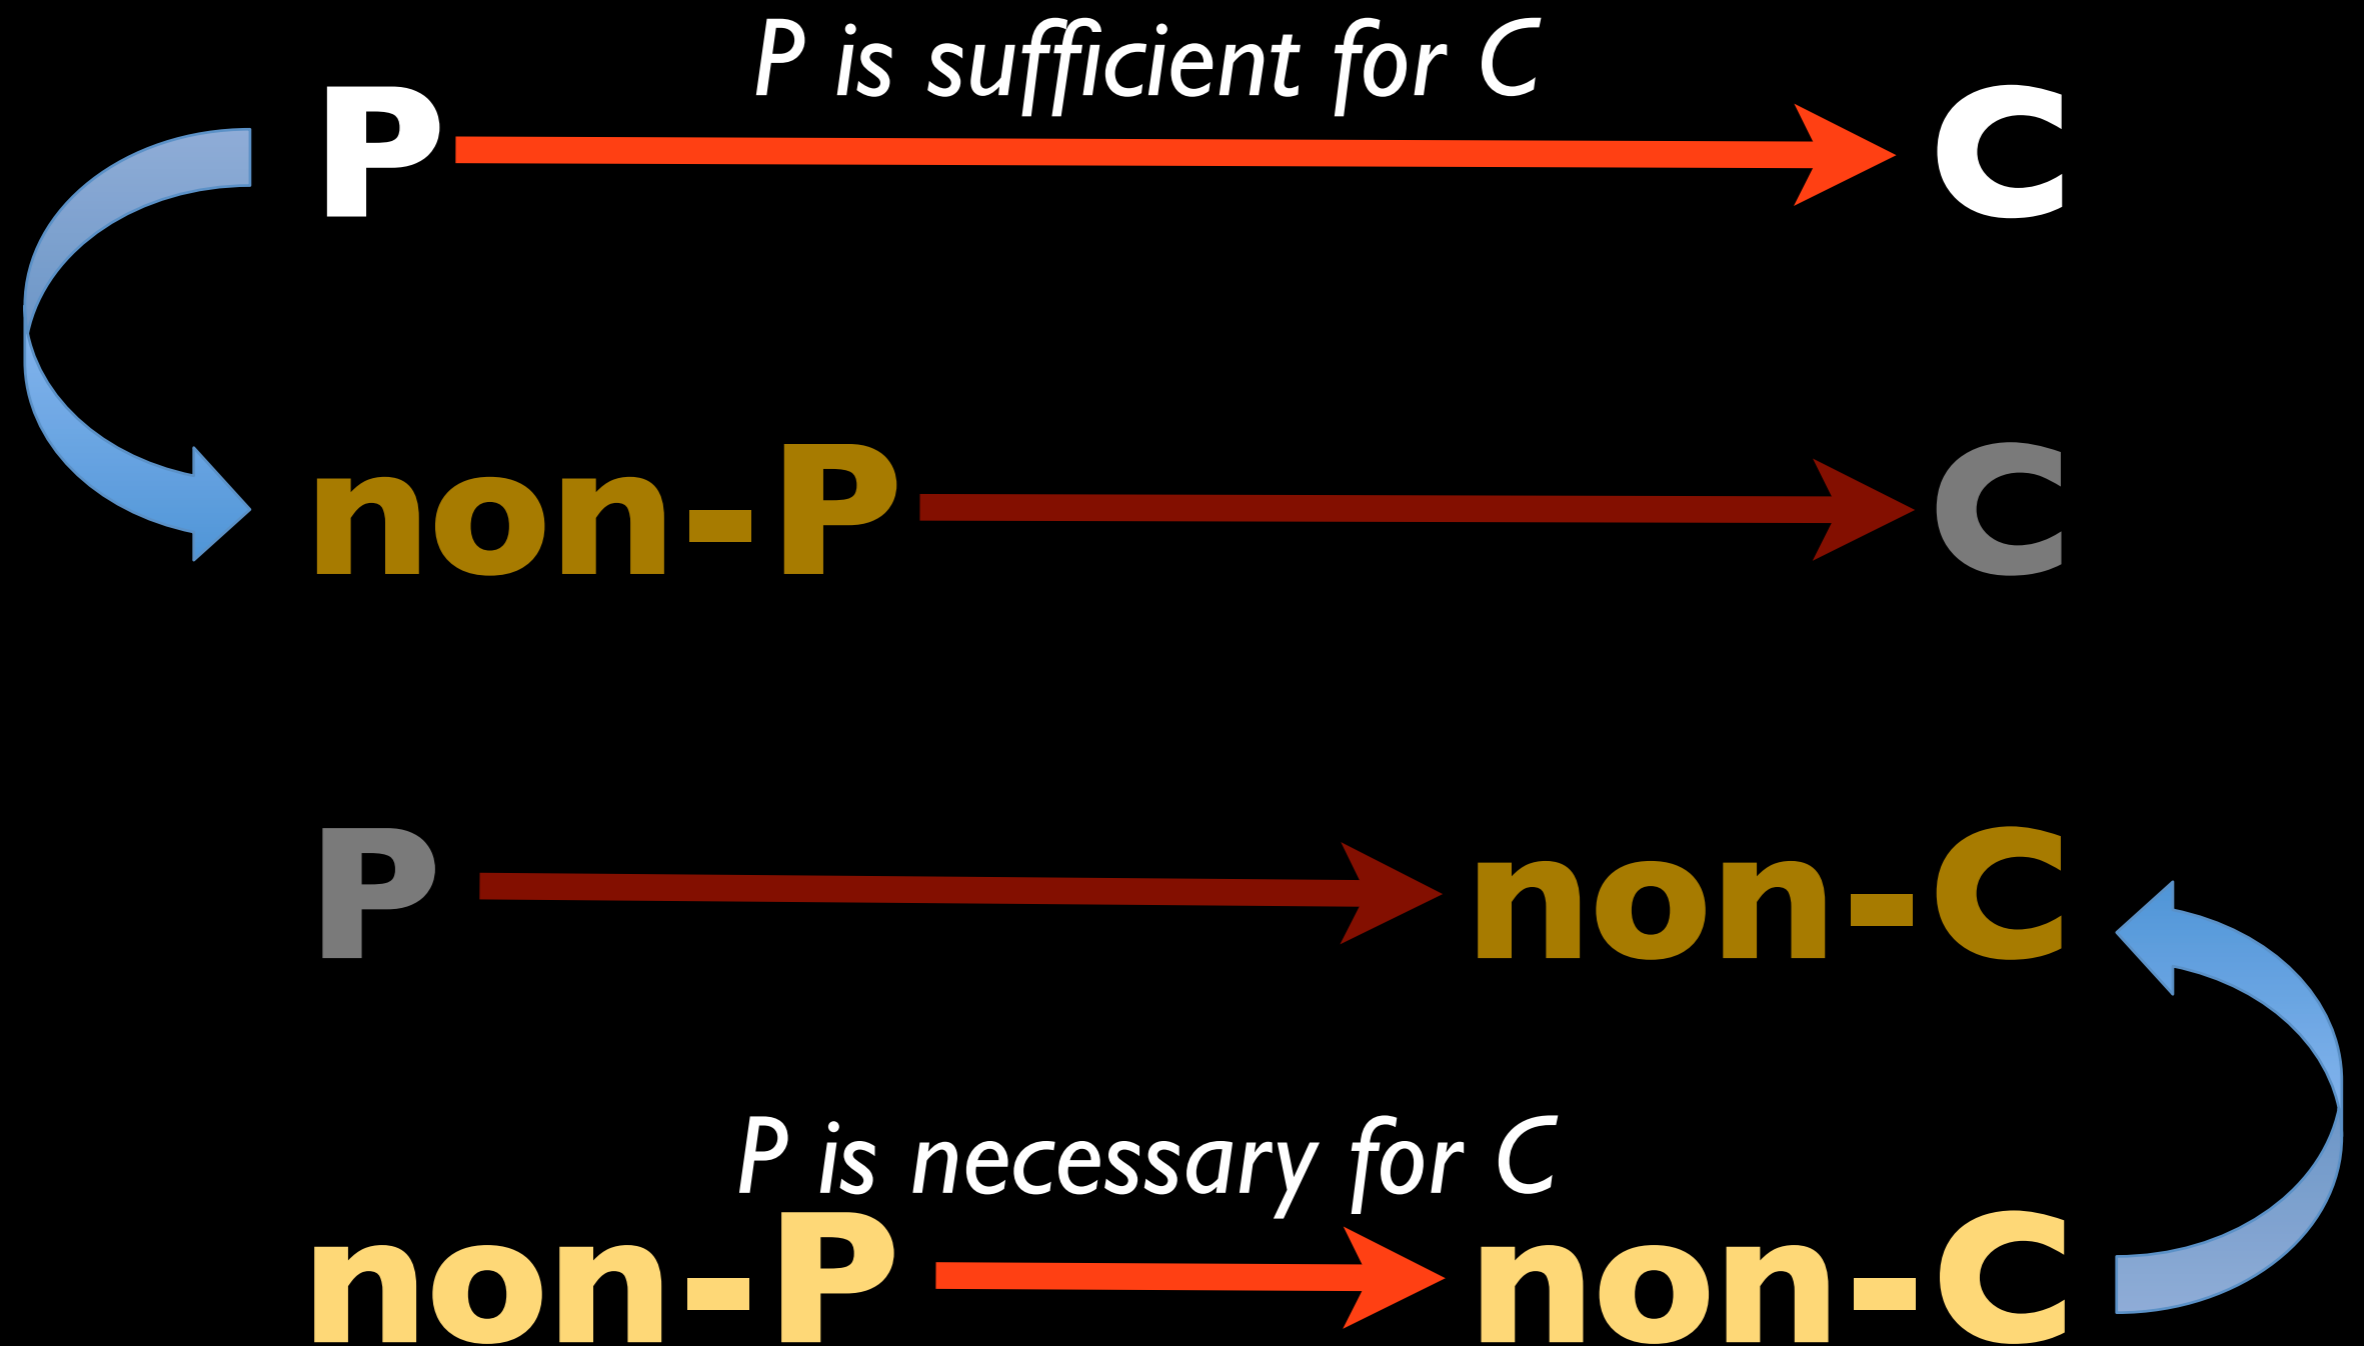 P is sufficient for C
P C
non-P C
P non-C
P is necessary for C
non-P non-C